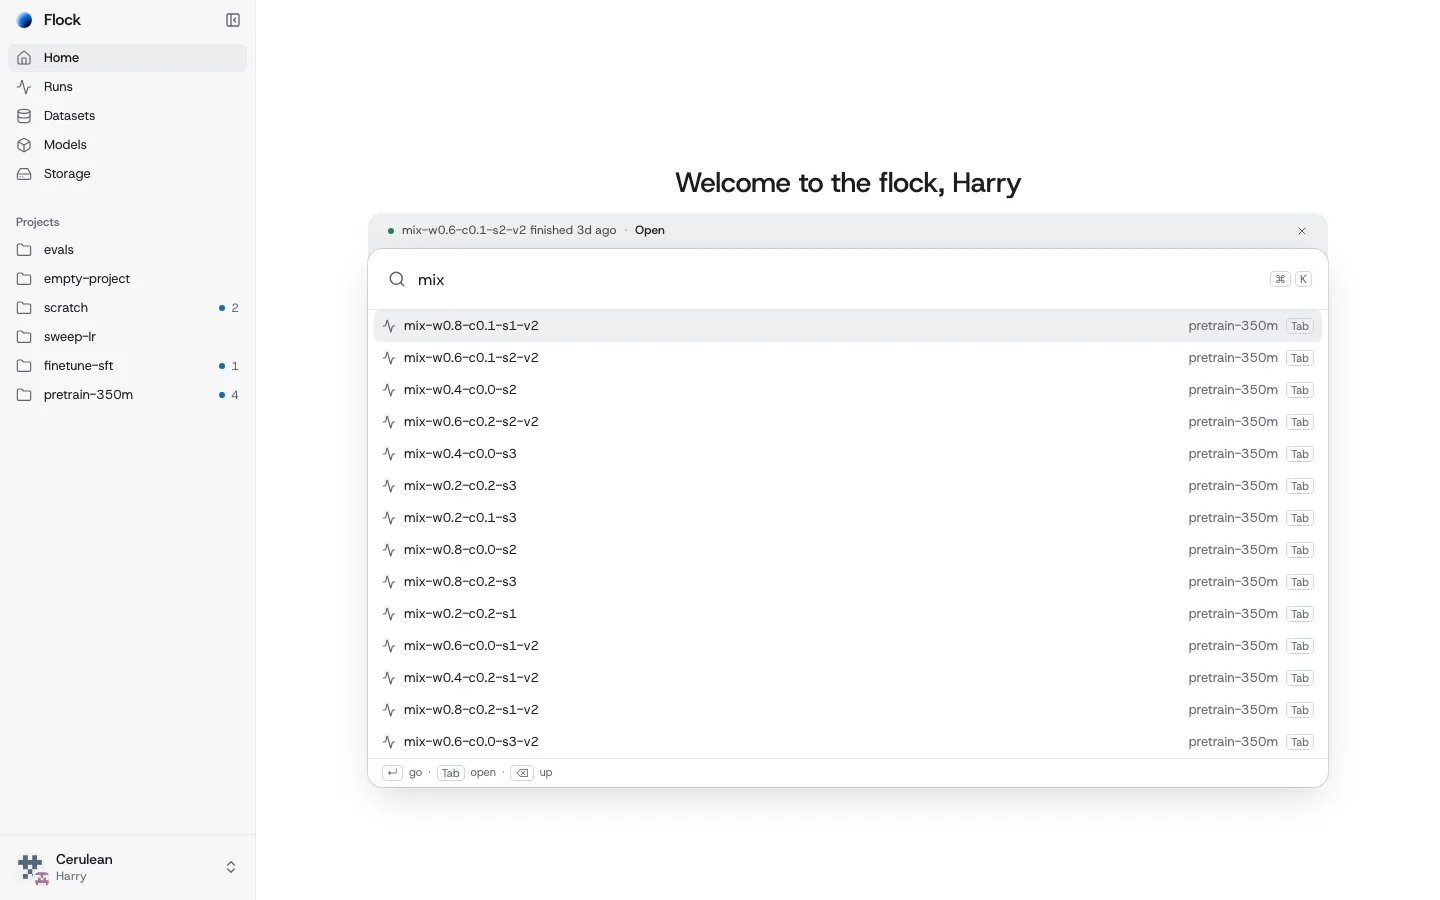 Flock
Home
Runs
Datasets
Models
Storage
Projects
evals
empty-project
scratch 2
sweep-lr
finetune-sft 1
pretrain-350m 4
Cerulean
Harry
Welcome to the flock, Harry
mix-w0.6-c0.1-s2-v2 finished 3d ago · Open
mix ⌘ K
mix-w0.8-c0.1-s1-v2 pretrain-350m Tab
mix-w0.6-c0.1-s2-v2 pretrain-350m Tab
mix-w0.4-c0.0-s2 pretrain-350m Tab
mix-w0.6-c0.2-s2-v2 pretrain-350m Tab
mix-w0.4-c0.0-s3 pretrain-350m Tab
mix-w0.2-c0.2-s3 pretrain-350m Tab
mix-w0.2-c0.1-s3 pretrain-350m Tab
mix-w0.8-c0.0-s2 pretrain-350m Tab
mix-w0.8-c0.2-s3 pretrain-350m Tab
mix-w0.2-c0.2-s1 pretrain-350m Tab
mix-w0.6-c0.0-s1-v2 pretrain-350m Tab
mix-w0.4-c0.2-s1-v2 pretrain-350m Tab
mix-w0.8-c0.2-s1-v2 pretrain-350m Tab
mix-w0.6-c0.0-s3-v2 pretrain-350m Tab
↵ go · Tab open · ⌫ up